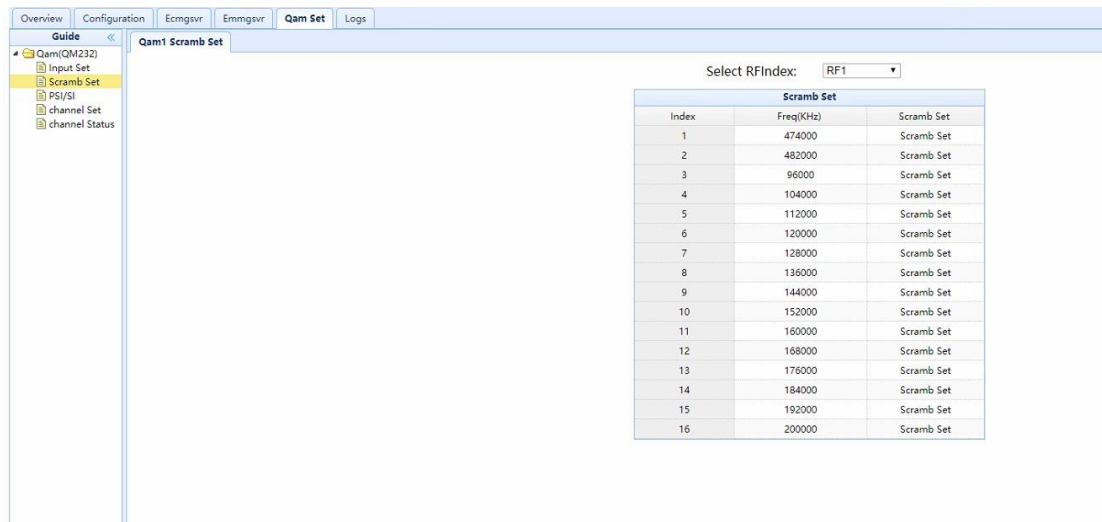 Overview Configuration Ecmgsvr Emmgsvr Qam Set Logs
Guide «
Qam(QM232)
Input Set
Scramb Set
PSI/SI
channel Set
channel Status
Qam1 Scramb Set
Select RFIndex: RF1
Scramb Set
Index Freq(KHz) Scramb Set
1 474000 Scramb Set
2 482000 Scramb Set
3 96000 Scramb Set
4 104000 Scramb Set
5 112000 Scramb Set
6 120000 Scramb Set
7 128000 Scramb Set
8 136000 Scramb Set
9 144000 Scramb Set
10 152000 Scramb Set
11 160000 Scramb Set
12 168000 Scramb Set
13 176000 Scramb Set
14 184000 Scramb Set
15 192000 Scramb Set
16 200000 Scramb Set